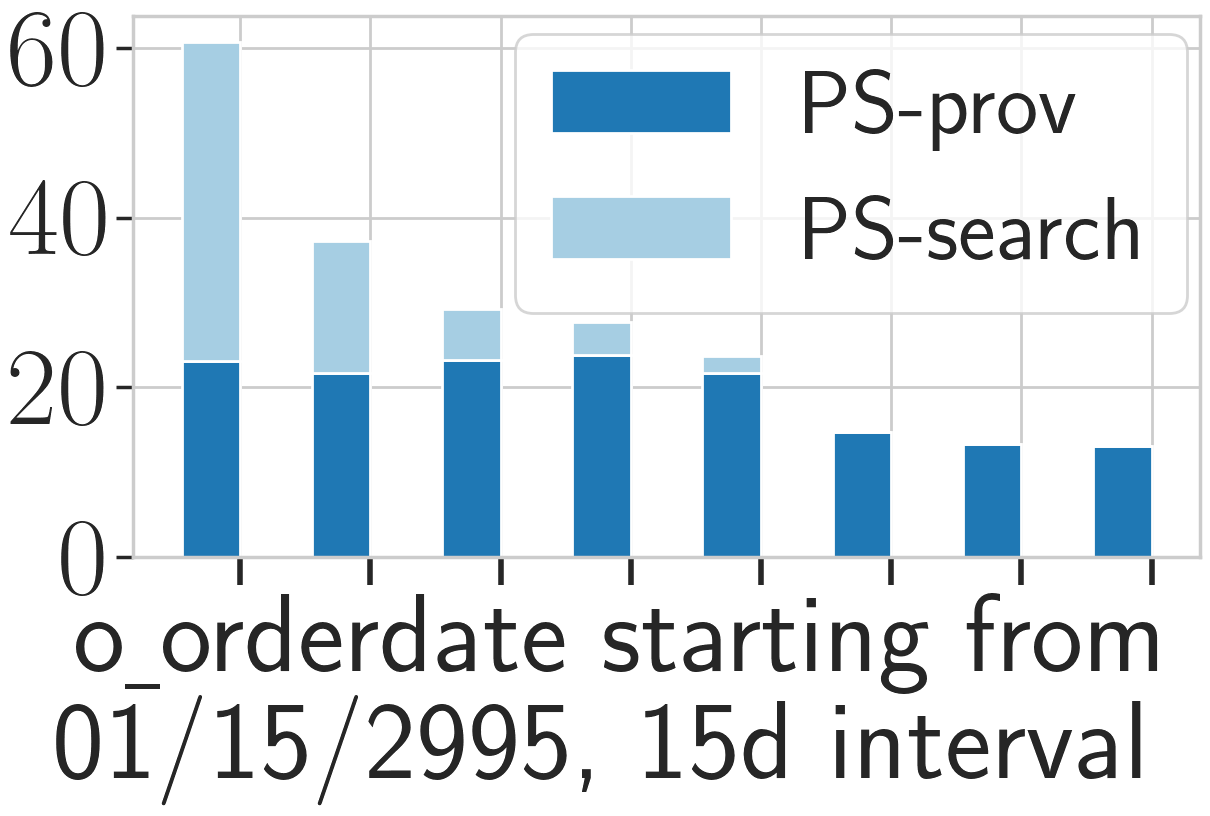 60
40
20
0
PS-prov
PS-search
o_orderdate starting from
01/15/2995, 15d interval